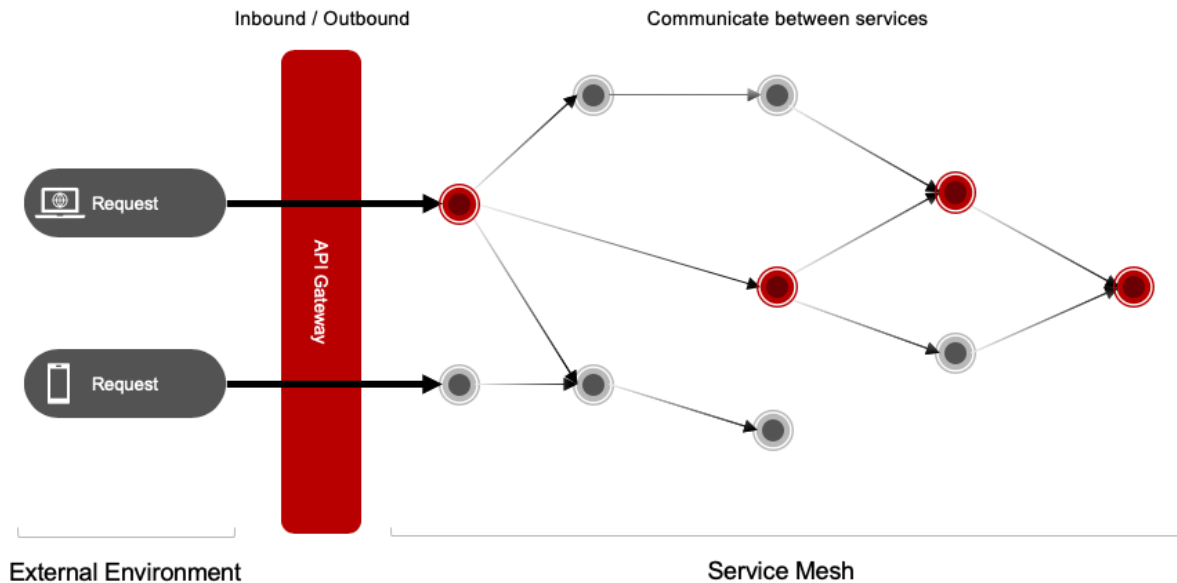 Inbound / Outbound
Communicate between services
Request
API Gateway
Request
External Environment
Service Mesh